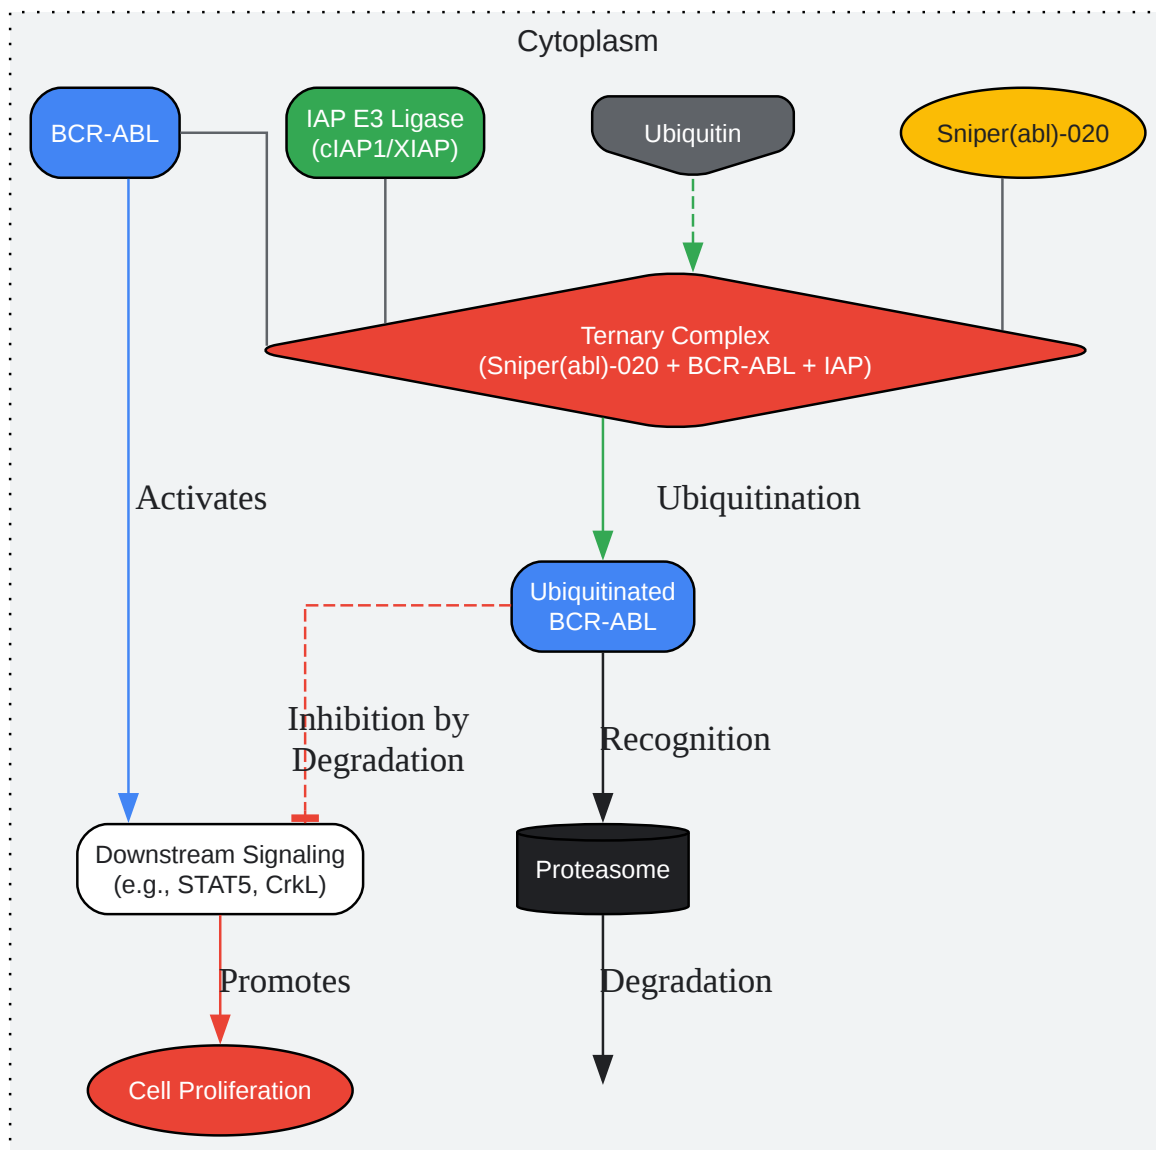 Cytoplasm
BCR-ABL
IAP E3 Ligase
(cIAP1/XIAP)
Ubiquitin
Sniper(abl)-020
Ternary Complex
(Sniper(abl)-020 + BCR-ABL + IAP)
Activates
Ubiquitination
Ubiquitinated
BCR-ABL
Inhibition by
Degradation
Recognition
Downstream Signaling
(e.g., STAT5, CrkL)
Proteasome
Promotes
Degradation
Cell Proliferation